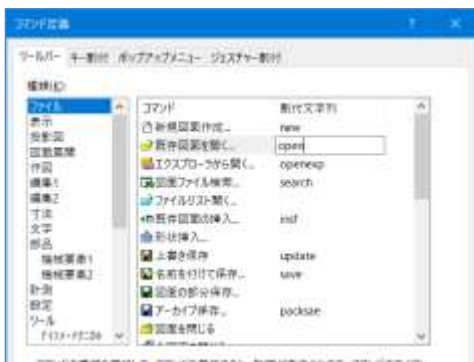 コマンド定義
ツールバー キー割付 ポップアップメニュー ジェスチャー割付
種類(K):
ファイル
表示
投影図
図面展開
作図
編集1
編集2
寸法
文字
部品
機械要素1
機械要素2
計測
設定
ツール
コマンド 割付文字列
新規図面作成... new
既存図面を開く... open
エクスプローラから開く... openexp
図面ファイル検索... search
ファイルリスト開く...
既存図面の挿入... insf
形状挿入...
上書き保存 update
名前を付けて保存... save
図面の部分保存...
アーカイブ保存... packsae
図面を閉じる